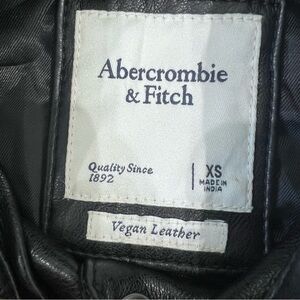 Abercrombie
& Fitch
Quality Since
1892
XS
MADE IN
INDIA
Vegan Leather